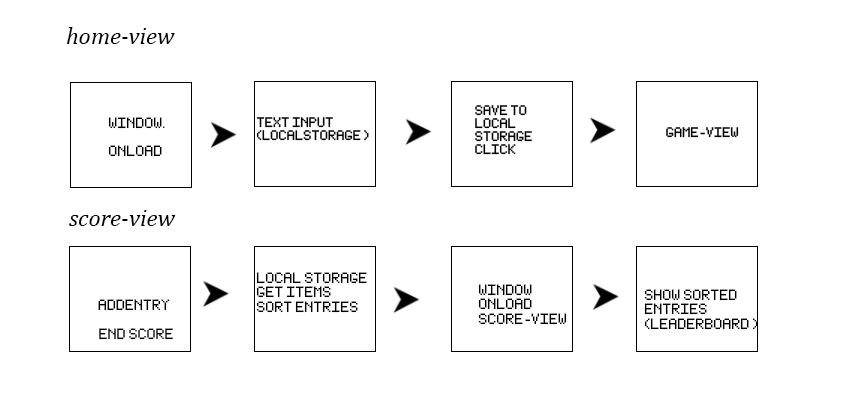 home-view
WINDOW.
ONLOAD
TEXT INPUT
(LOCALSTORAGE)
SAVE TO
LOCAL
STORAGE
CLICK
GAME-VIEW
score-view
ADDENTRY
END SCORE
LOCAL STORAGE
GET ITEMS
SORT ENTRIES
WINDOW
ONLOAD
SCORE-VIEW
SHOW SORTED
ENTRIES
(LEADERBOARD)